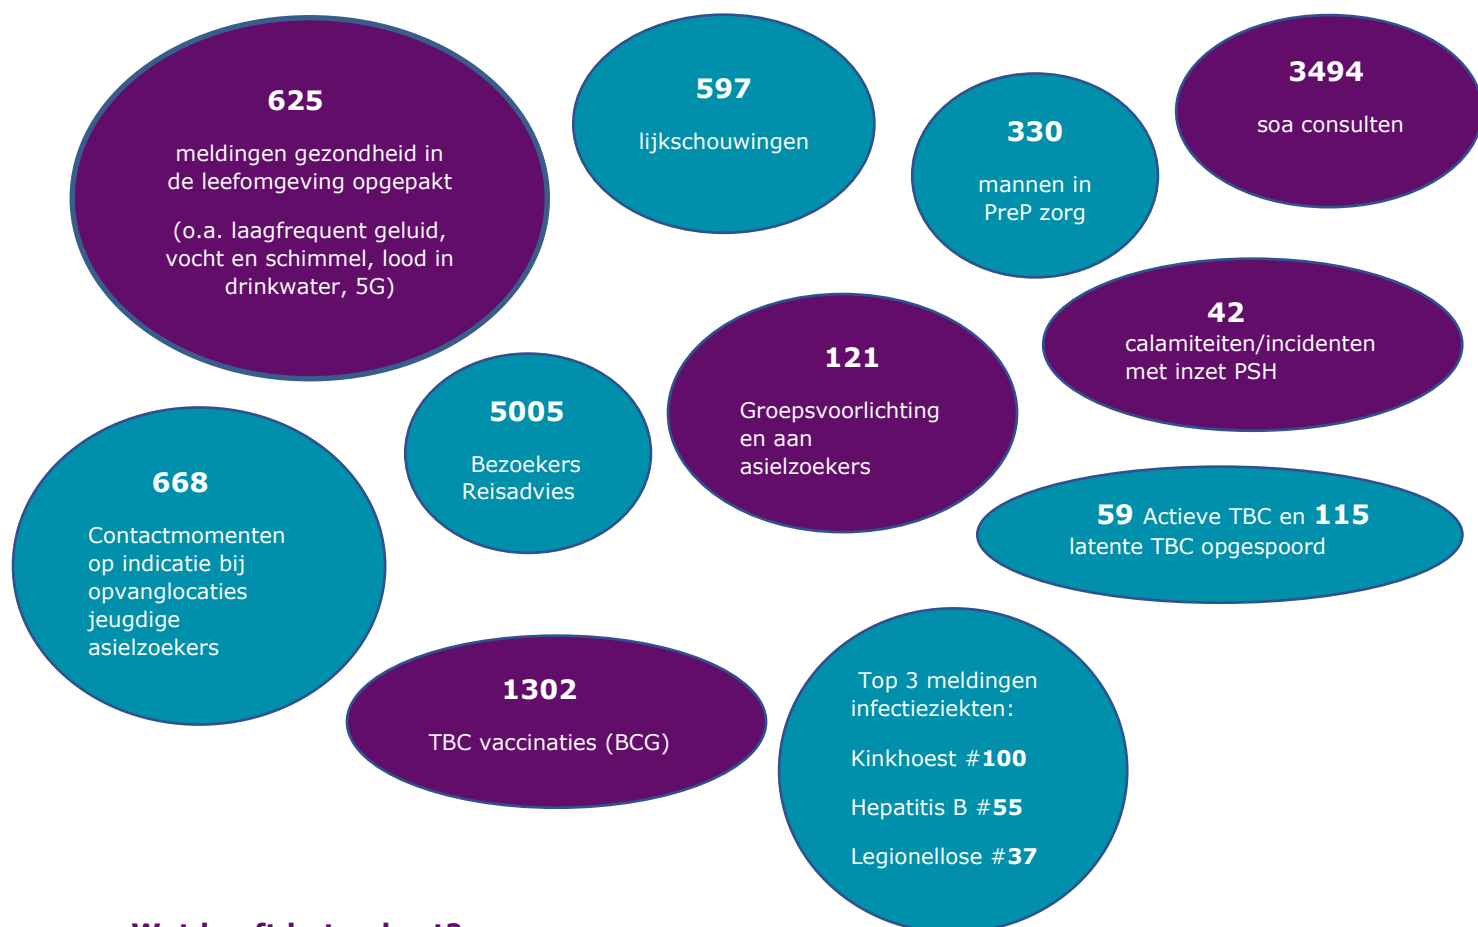 625
meldingen gezondheid in
de leefomgeving opgepakt
(o.a. laagfrequent geluid,
vocht en schimmel, lood in
drinkwater, 5G)
597
lijkschouwingen
330
mannen in
PreP zorg
3494
soa consulten
42
calamiteiten/incidenten
met inzet PSH
121
Groepsvoorlichting
en aan
asielzoekers
5005
Bezoekers
Reisadvies
668
Contactmomenten
op indicatie bij
opvanglocaties
jeugdige
asielzoekers
59 Actieve TBC en 115
latente TBC opgespoord
1302
TBC vaccinaties (BCG)
Top 3 meldingen
infectieziekten:
Kinkhoest #100
Hepatitis B #55
Legionellose #37